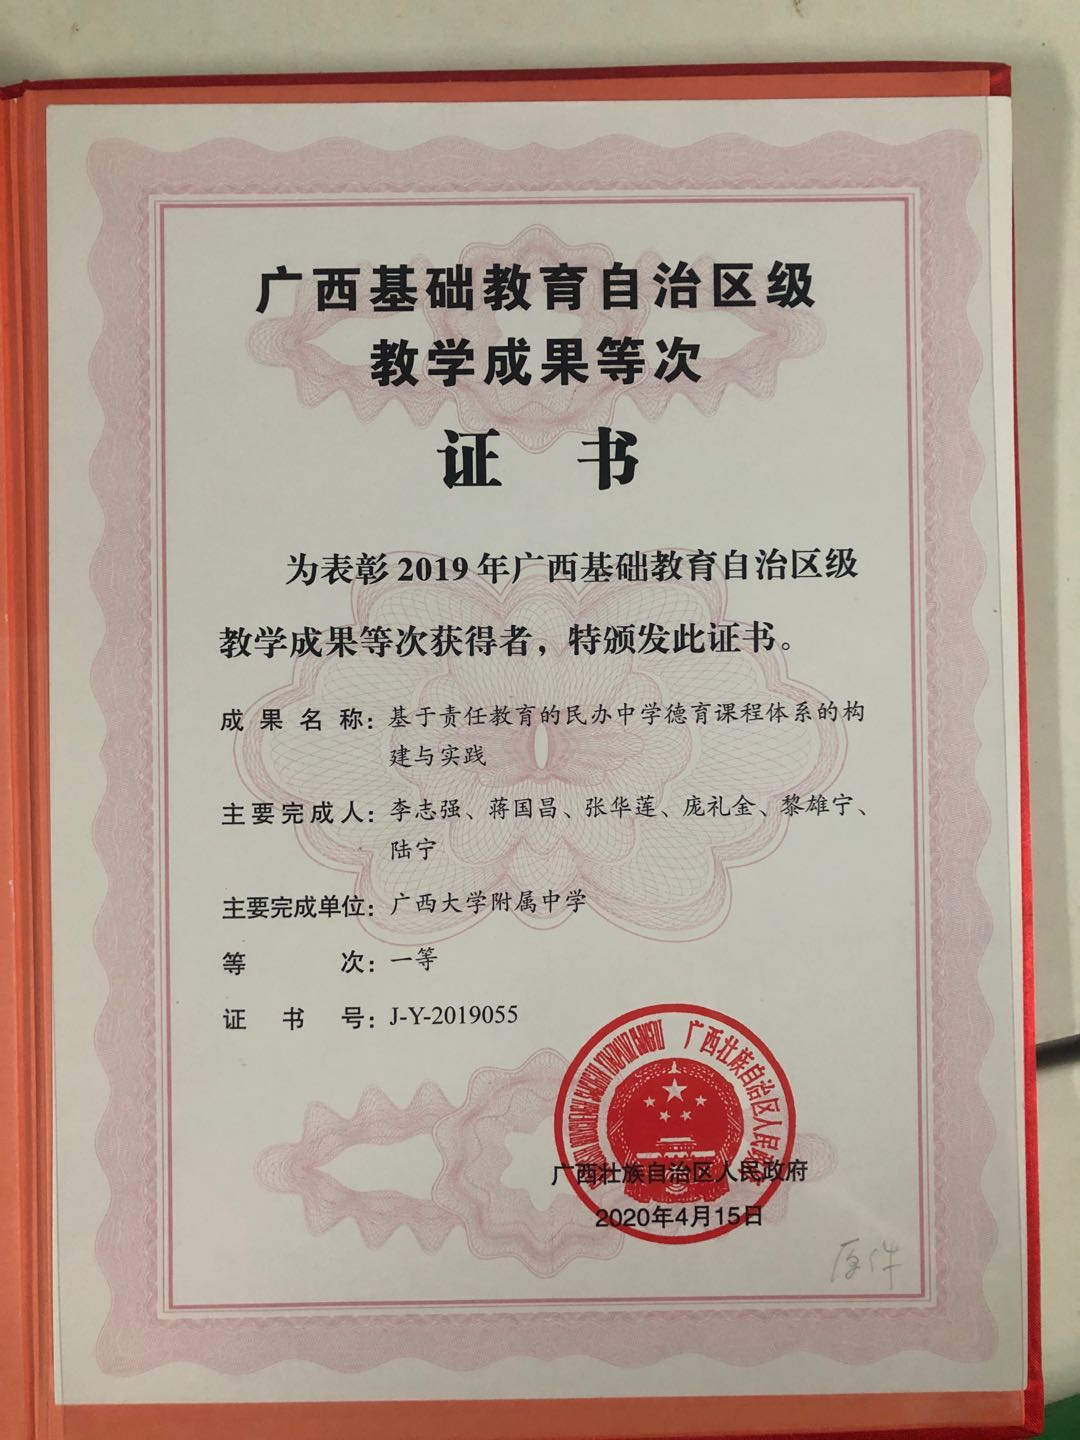 广西基础教育自治区级
教学成果等次
证 书
为表彰2019年广西基础教育自治区级
教学成果等次获得者，特颁发此证书。
成果名称：基于责任教育的民办中学德育课程体系的构
建与实践
主要完成人：李志强、蒋国昌、张华莲、庞礼金、黎雄宁、
陆宁
主要完成单位：广西大学附属中学
等 次：一等
证 书 号：J-Y-2019055
广西壮族自治区人民政府
广西壮族自治区人民政府
2020年4月15日
原件